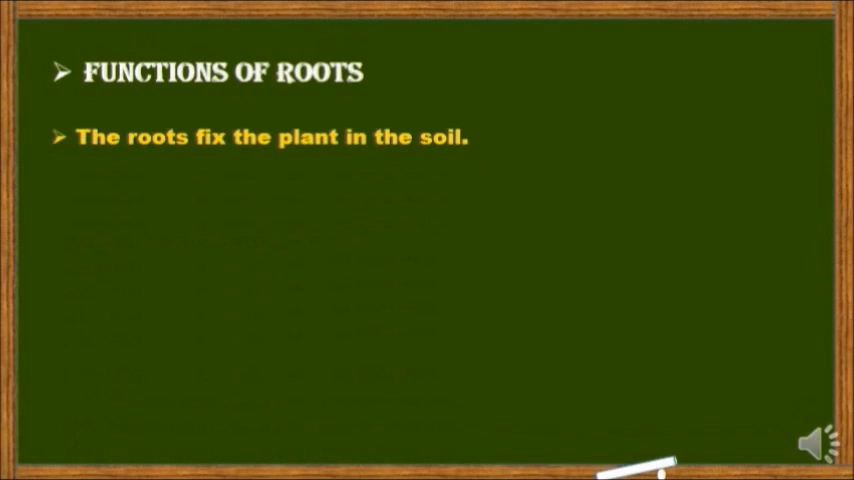 ➢ FUNCTIONS OF ROOTS
➢ The roots fix the plant in the soil.